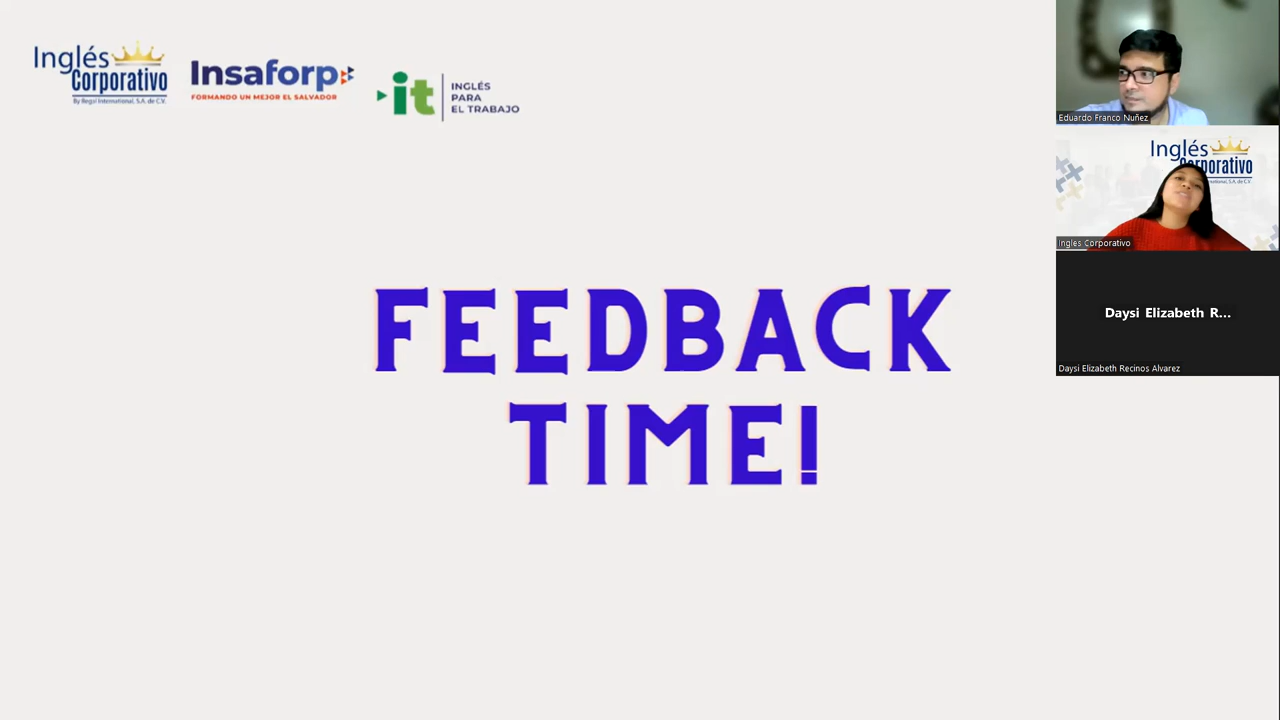 Inglés
Corporativo
By Regal International, S.A. de C.V.
Insaforp
FORMANDO UN MEJOR EL SALVADOR
it
INGLÉS
PARA
EL TRABAJO
FEEDBACK
TIME!
Eduardo Franco Nuñez
Inglés
Corporativo
Ingles Corporativo
Daysi Elizabeth R...
Daysi Elizabeth Recinos Alvarez